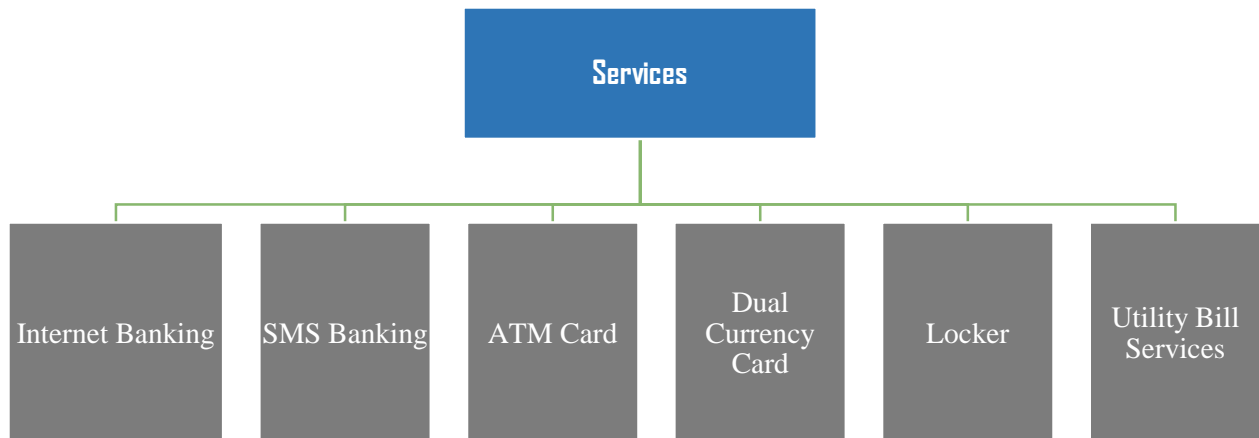 Services
Internet Banking
SMS Banking
ATM Card
Dual
Currency
Card
Locker
Utility Bill
Services